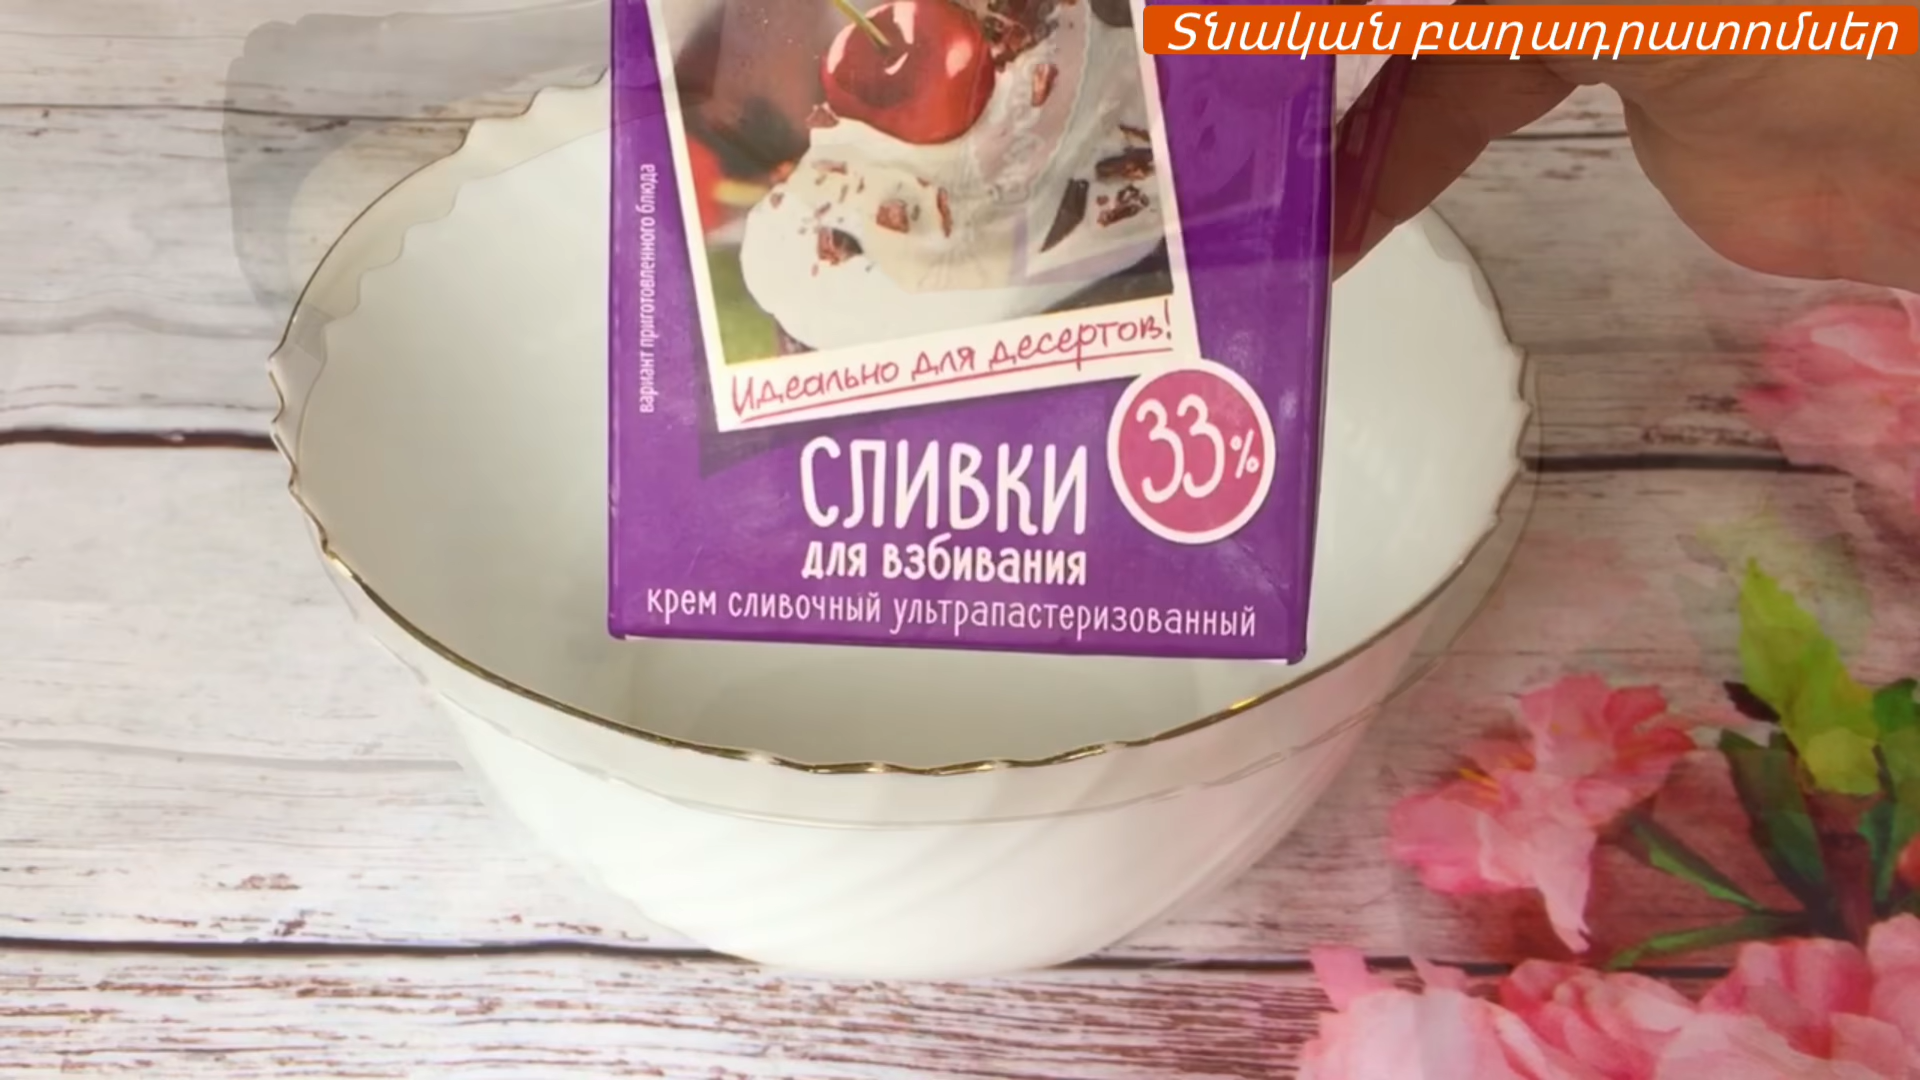 Տնական բաղադրատոմսեր
вариант приготовленного блюда
Идеально для десертов!
33%
СЛИВКИ
для взбивания
крем сливочный ультрапастеризованный